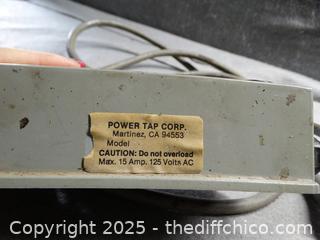 POWER TAP CORP.
Martinez, CA 94553
Model
CAUTION: Do not overload
Max. 15 Amp. 125 Volts AC
Copyright 2025 - thediffchico.com